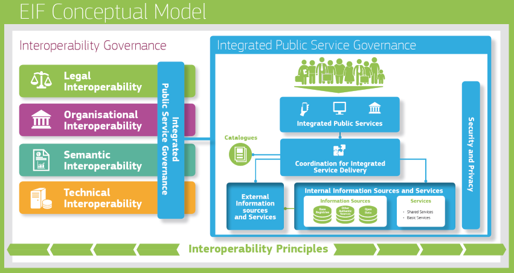 EIF Conceptual Model
Interoperability Governance
Legal
Interoperability
Organisational
Interoperability
Semantic
Interoperability
Technical
Interoperability
Integrated
Public Service Governance
Integrated Public Service Governance
Integrated Public Services
Catalogues
Coordination for Integrated
Service Delivery
External
Information
sources
and Services
Internal Information Sources and Services
Information Sources
Services
• Shared Services
• Basic Services
Security and Privacy
Interoperability Principles